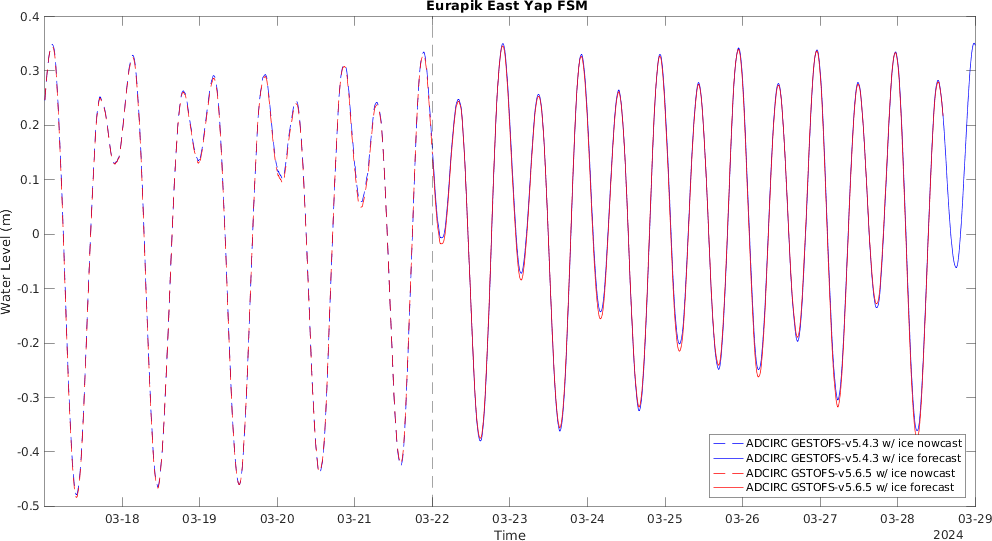 Eurapik East Yap FSM
0.4
0.3
0.2
0.1
0
-0.1
-0.2
-0.3
-0.4
-0.5
Water Level (m)
ADCIRC GESTOFS-v5.4.3 w/ ice nowcast
ADCIRC GESTOFS-v5.4.3 w/ ice forecast
ADCIRC GSTOFS-v5.6.5 w/ ice nowcast
ADCIRC GSTOFS-v5.6.5 w/ ice forecast
03-18 03-19 03-20 03-21 03-22 03-23 03-24 03-25 03-26 03-27 03-28 03-29
Time
2024